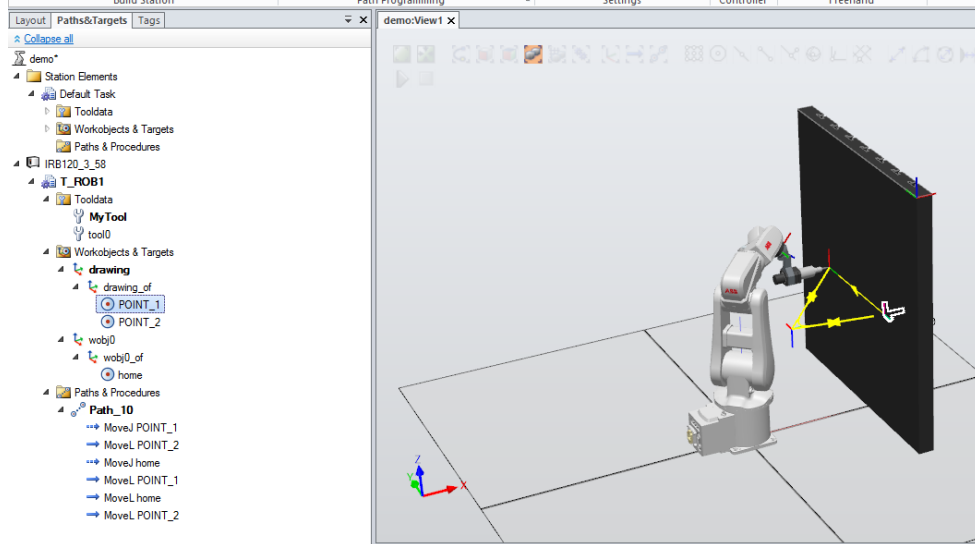 Build Station Path Programming Settings Controller Freehand
Layout Paths&Targets Tags
demo:View1
Collapse all
demo*
Station Elements
Default Task
Tooldata
Workobjects & Targets
Paths & Procedures
IRB120_3_58
T_ROB1
Tooldata
MyTool
tool0
Workobjects & Targets
drawing
drawing_of
POINT_1
POINT_2
wobj0
wobj0_of
home
Paths & Procedures
Path_10
MoveJ POINT_1
MoveL POINT_2
MoveJ home
MoveL POINT_1
MoveL home
MoveL POINT_2
ABB
Z
Y
X